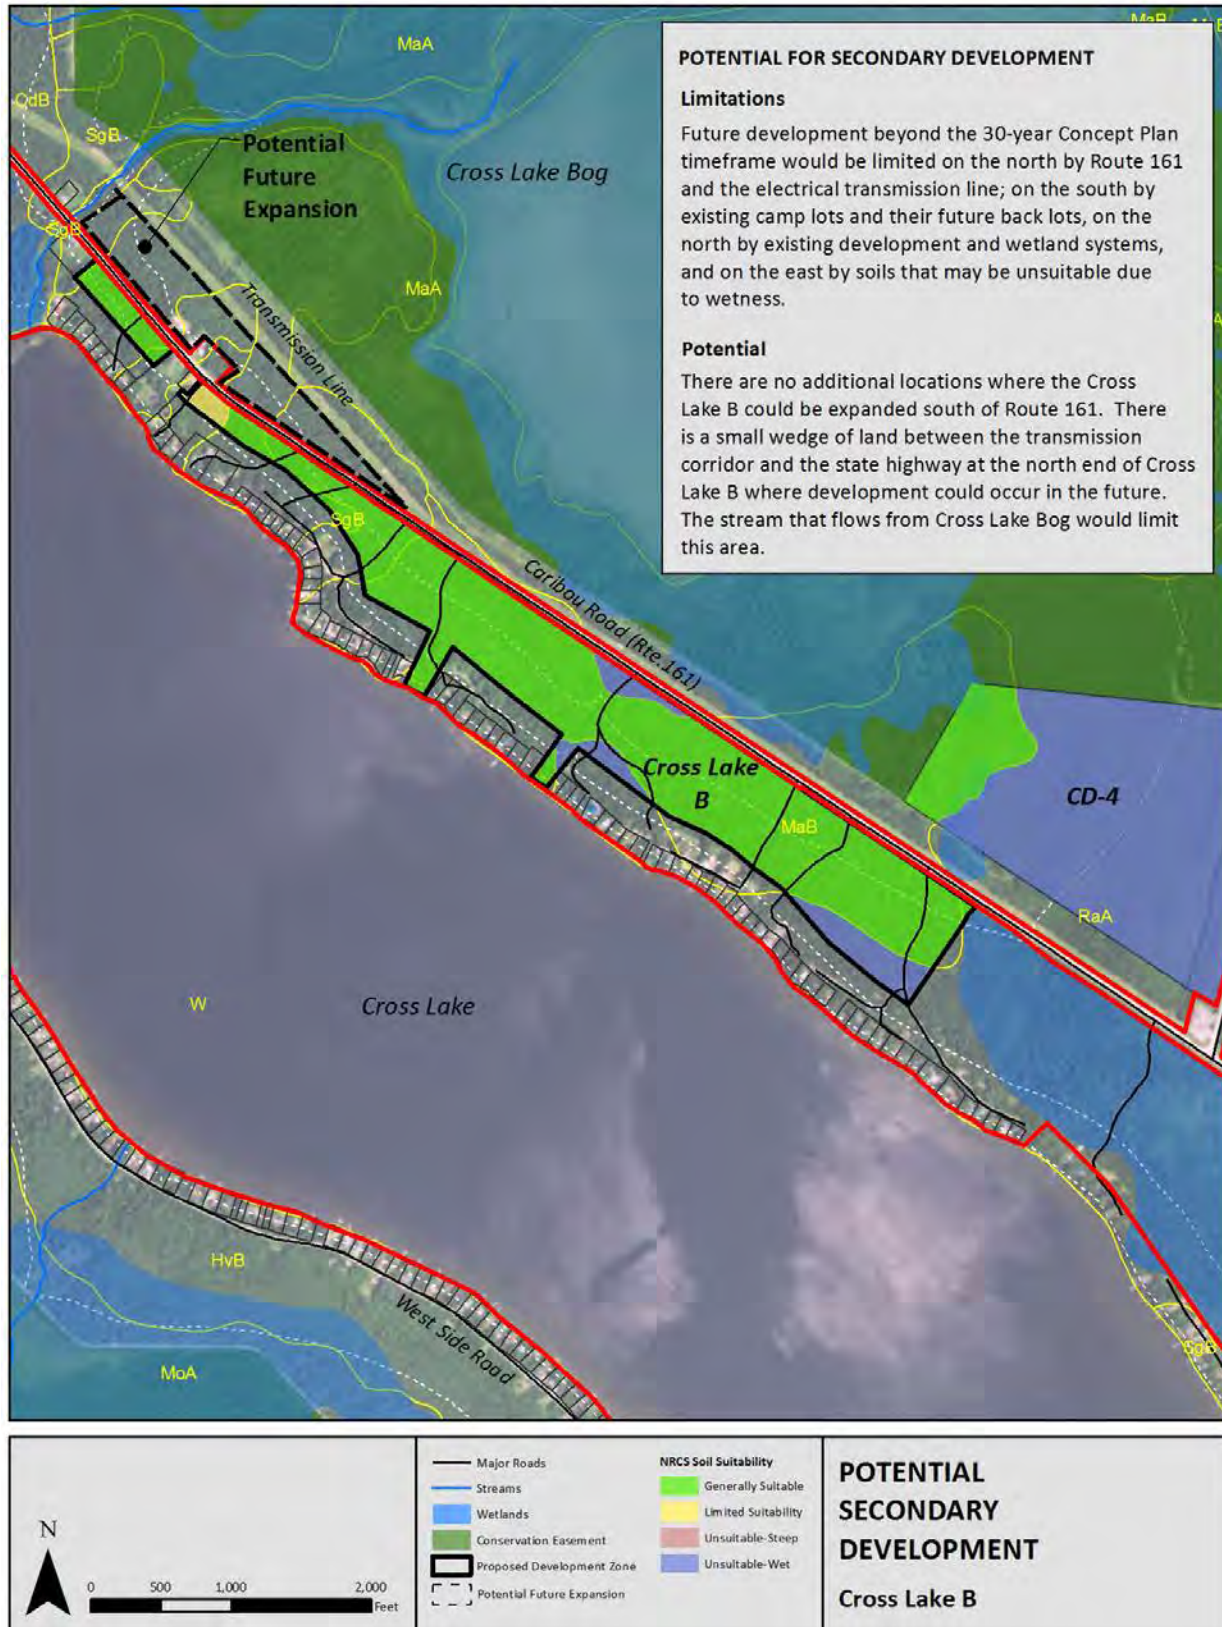 MaA
MaB
OdB
SgB
Potential
Future
Expansion
Cross Lake Bog
SgB
MaA
Transmission Line
POTENTIAL FOR SECONDARY DEVELOPMENT
Limitations
Future development beyond the 30-year Concept Plan
timeframe would be limited on the north by Route 161
and the electrical transmission line; on the south by
existing camp lots and their future back lots, on the
north by existing development and wetland systems,
and on the east by soils that may be unsuitable due
to wetness.
Potential
There are no additional locations where the Cross
Lake B could be expanded south of Route 161. There
is a small wedge of land between the transmission
corridor and the state highway at the north end of Cross
Lake B where development could occur in the future.
The stream that flows from Cross Lake Bog would limit
this area.
SgB
Caribou Road (Rte.161)
Cross Lake
B
MaB
CD-4
RaA
W
Cross Lake
HvB
West Side Road
MoA
SgB
N
0 500 1,000 2,000
Feet
Major Roads
Streams
Wetlands
Conservation Easement
Proposed Development Zone
Potential Future Expansion
NRCS Soil Suitability
Generally Suitable
Limited Suitability
Unsuitable-Steep
Unsuitable-Wet
POTENTIAL
SECONDARY
DEVELOPMENT
Cross Lake B